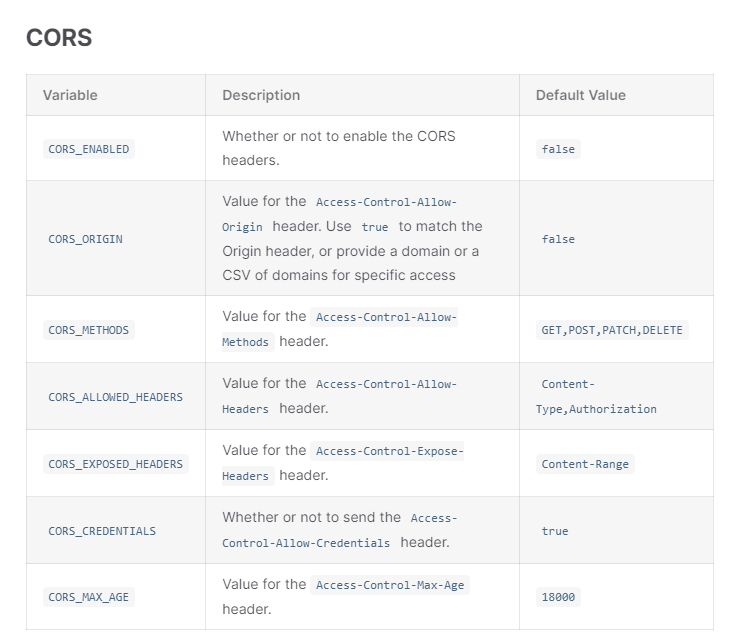 CORS
Variable Description Default Value
Whether or not to enable the CORS
CORS_ENABLED false
headers.
Value for the Access-Control-Allow-
Origin header. Use true to match the
CORS_ORIGIN false
Origin header, or provide a domain or a
CSV of domains for specific access
Value for the Access-Control-Allow-
CORS_METHODS GET,POST,PATCH,DELETE
Methods header.
Value for the Access-Control-Allow- Content-
CORS_ALLOWED_HEADERS
Headers header. Type,Authorization
Value for the Access-Control-Expose-
CORS_EXPOSED_HEADERS Content-Range
Headers header.
Whether or not to send the Access-
CORS_CREDENTIALS true
Control-Allow-Credentials header.
Value for the Access-Control-Max-Age
CORS_MAX_AGE 18000
header.